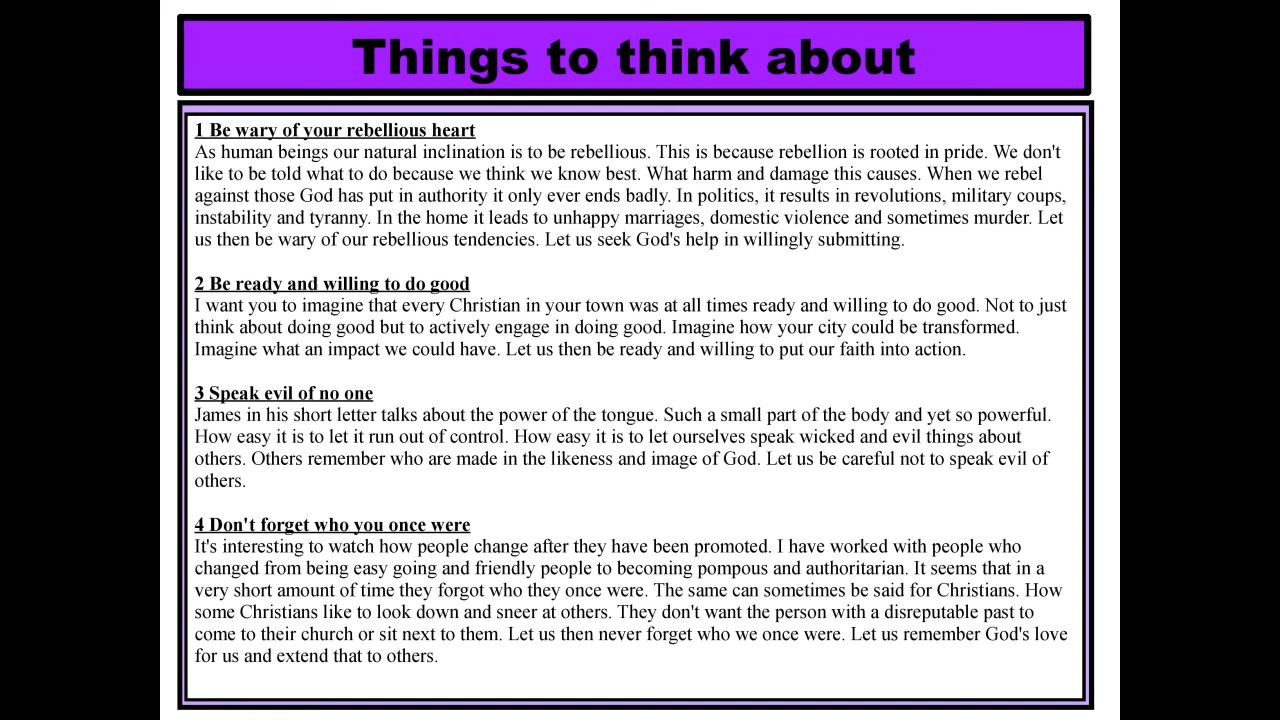 Things to think about
1 Be wary of your rebellious heart
As human beings our natural inclination is to be rebellious. This is because rebellion is rooted in pride. We don't
like to be told what to do because we think we know best. What harm and damage this causes. When we rebel
against those God has put in authority it only ever ends badly. In politics, it results in revolutions, military coups,
instability and tyranny. In the home it leads to unhappy marriages, domestic violence and sometimes murder. Let
us then be wary of our rebellious tendencies. Let us seek God's help in willingly submitting.
2 Be ready and willing to do good
I want you to imagine that every Christian in your town was at all times ready and willing to do good. Not to just
think about doing good but to actively engage in doing good. Imagine how your city could be transformed.
Imagine what an impact we could have. Let us then be ready and willing to put our faith into action.
3 Speak evil of no one
James in his short letter talks about the power of the tongue. Such a small part of the body and yet so powerful.
How easy it is to let it run out of control. How easy it is to let ourselves speak wicked and evil things about
others. Others remember who are made in the likeness and image of God. Let us be careful not to speak evil of
others.
4 Don't forget who you once were
It's interesting to watch how people change after they have been promoted. I have worked with people who
changed from being easy going and friendly people to becoming pompous and authoritarian. It seems that in a
very short amount of time they forgot who they once were. The same can sometimes be said for Christians. How
some Christians like to look down and sneer at others. They don't want the person with a disreputable past to
come to their church or sit next to them. Let us then never forget who we once were. Let us remember God's love
for us and extend that to others.